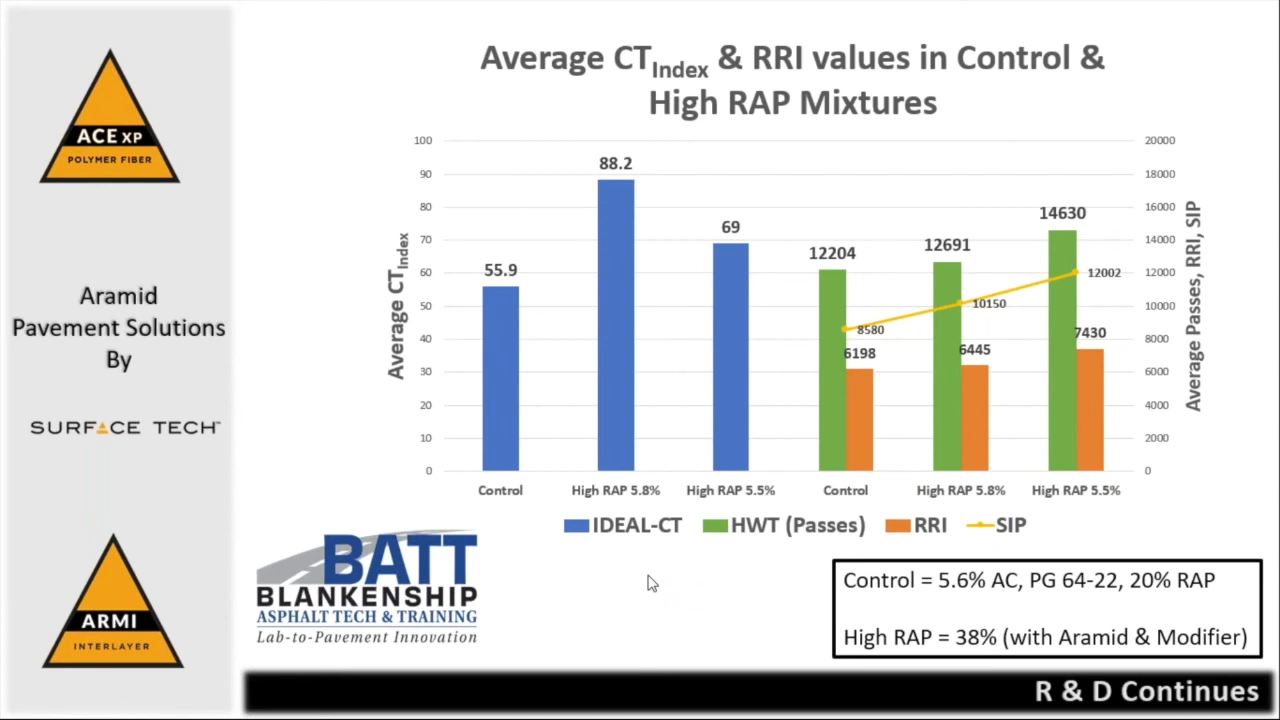 ACE XP
POLYMER FIBER
Aramid
Pavement Solutions
By
SURFACE TECH™
ARMI
INTERLAYER
Average CTIndex & RRI values in Control &
High RAP Mixtures
Average CTIndex
100
90
80
70
60
50
40
30
20
10
0
55.9
88.2
69
12204
12691
14630
8580
10150
12002
6198
6445
7430
20000
18000
16000
14000
12000
10000
8000
6000
4000
2000
0
Average Passes, RRI, SIP
Control High RAP 5.8% High RAP 5.5% Control High RAP 5.8% High RAP 5.5%
IDEAL-CT HWT (Passes) RRI SIP
BATT
BLANKENSHIP
ASPHALT TECH & TRAINING
Lab-to-Pavement Innovation
Control = 5.6% AC, PG 64-22, 20% RAP
High RAP = 38% (with Aramid & Modifier)
R & D Continues